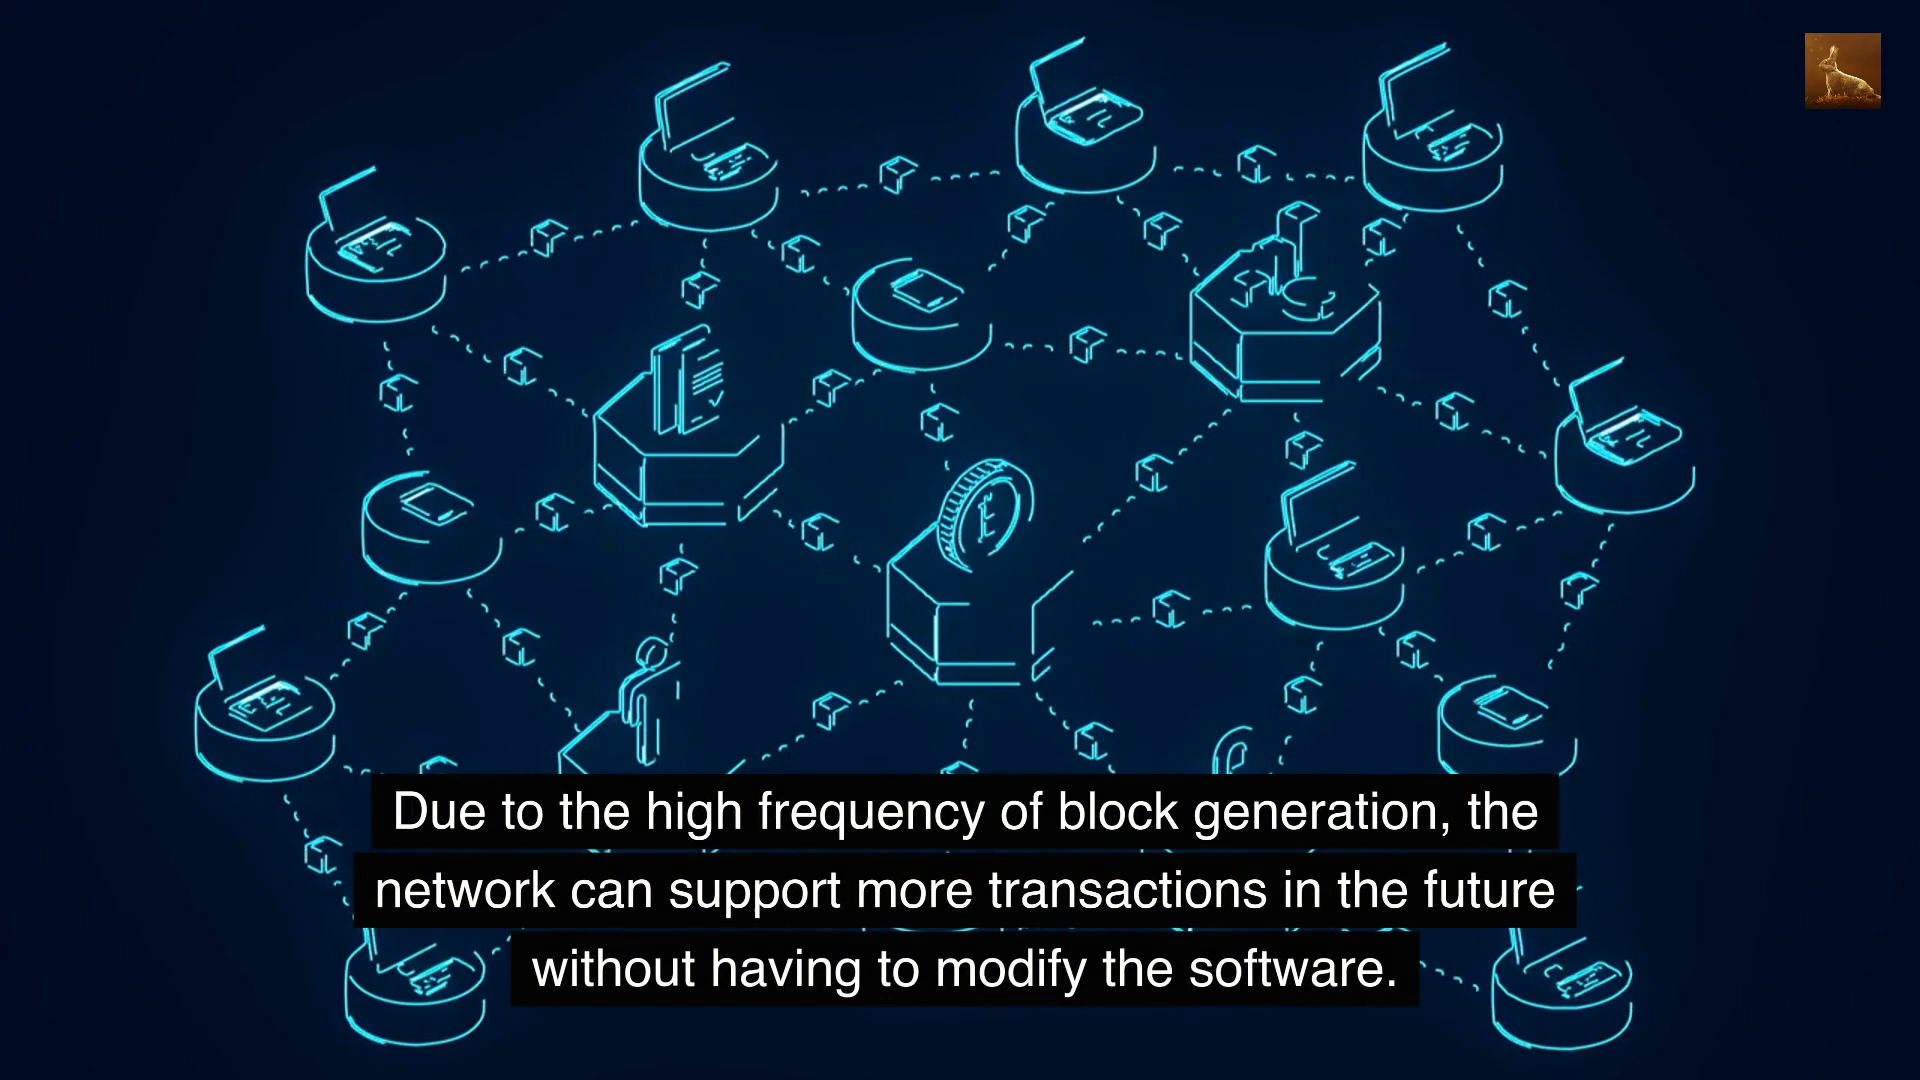 Due to the high frequency of block generation, the
network can support more transactions in the future
without having to modify the software.